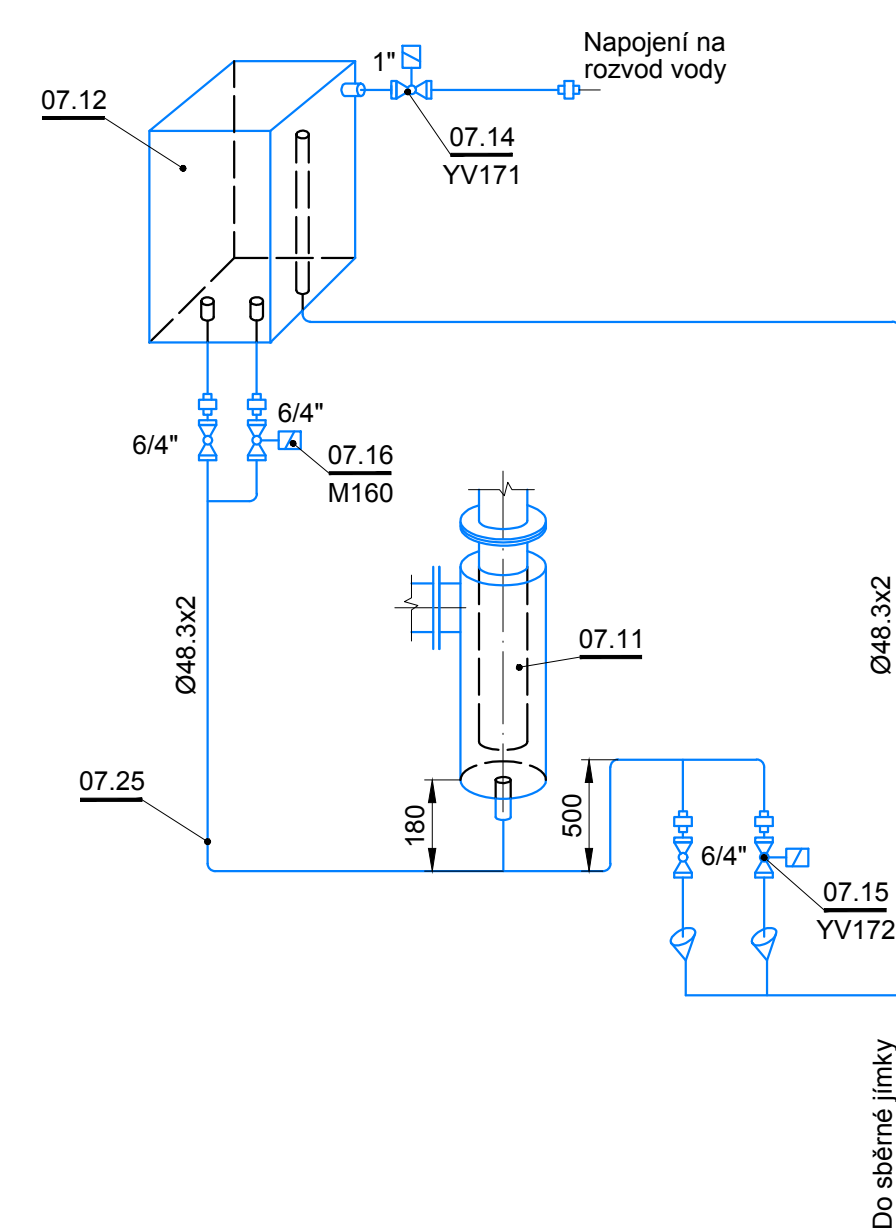 Napojení na
rozvod vody
1"
07.12
07.14
YV171
6/4"
6/4"
07.16
M160
Ø48.3x2
Ø48.3x2
07.11
07.25
180
500
6/4"
07.15
YV172
Do sběrné jímky